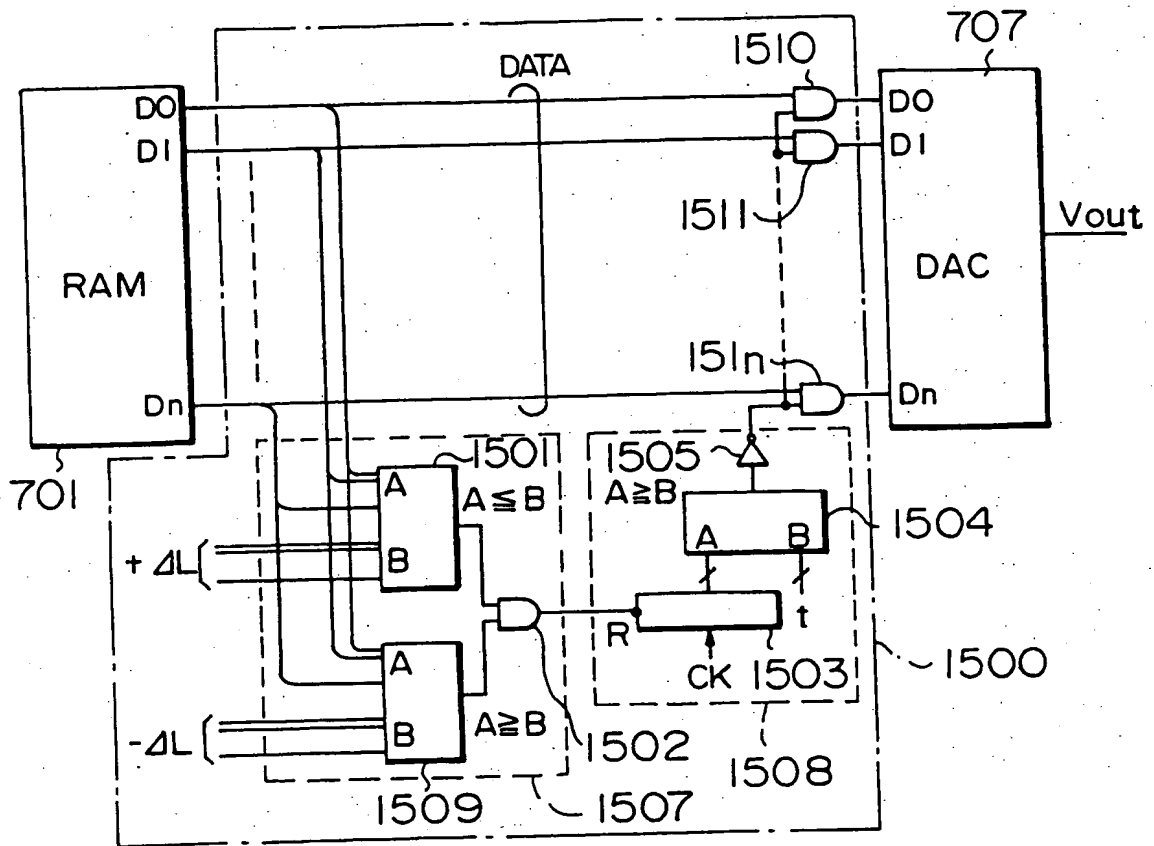 707
1510
DATA
D0
D0
D1
D1
1511
Vout
RAM
DAC
151n
Dn
Dn
1501
1505
A
A≦B
A≧B
701
1504
A
B
+ΔL
B
t
R
A
CK
1503
1500
A≧B
B
-ΔL
1502
1508
1509
1507